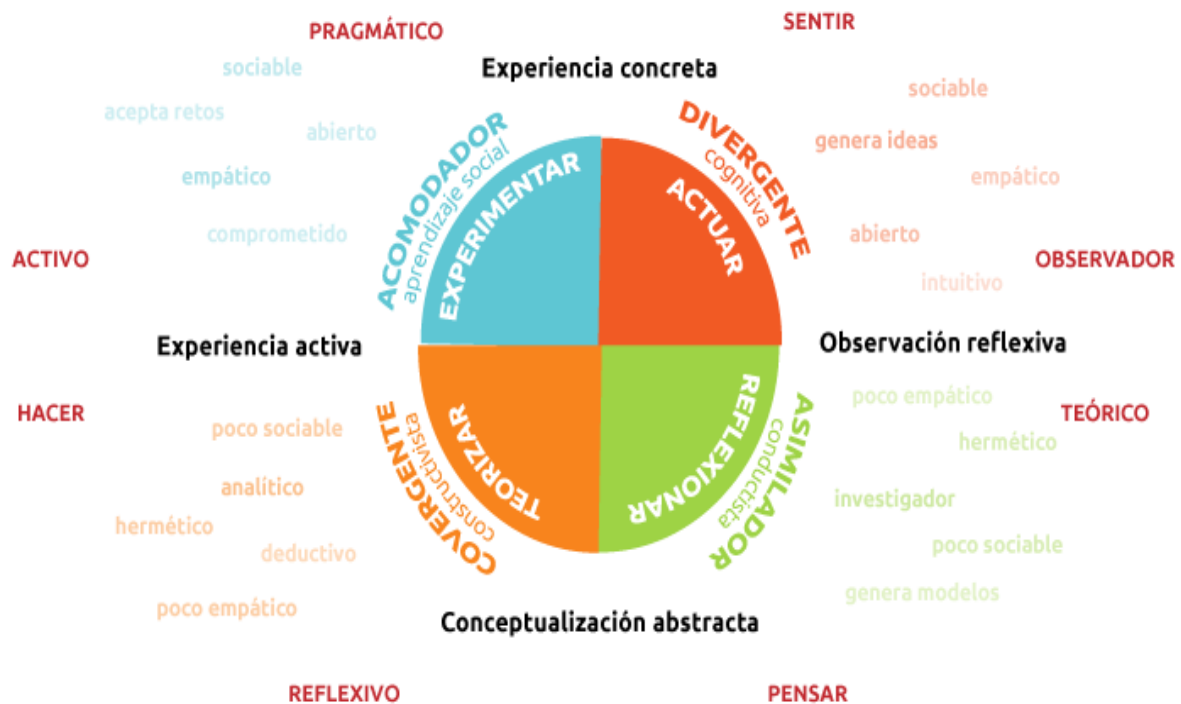 SENTIR
PRAGMÁTICO
Experiencia concreta
sociable
sociable
acepta retos
abierto
genera ideas
empático
empático
comprometido
abierto
intuitivo
ACOMODADOR
aprendizaje social
EXPERIMENTAR
DIVERGENTE
cognitiva
ACTUAR
ACTIVO
OBSERVADOR
Experiencia activa
Observación reflexiva
HACER
TEÓRICO
poco sociable
analítico
hermético
deductivo
poco empático
COVERGENTE
constructivista
TEORIZAR
REFLEXIONAR
ASIMILADOR
conductista
poco empático
hermético
investigador
poco sociable
genera modelos
Conceptualización abstracta
REFLEXIVO
PENSAR